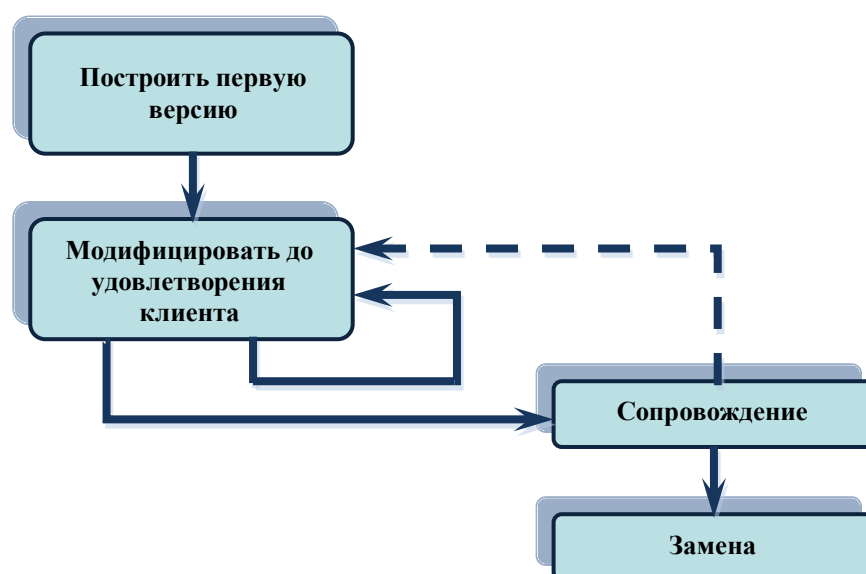 Построить первую
версию
Модифицировать до
удовлетворения
клиента
Сопровождение
Замена